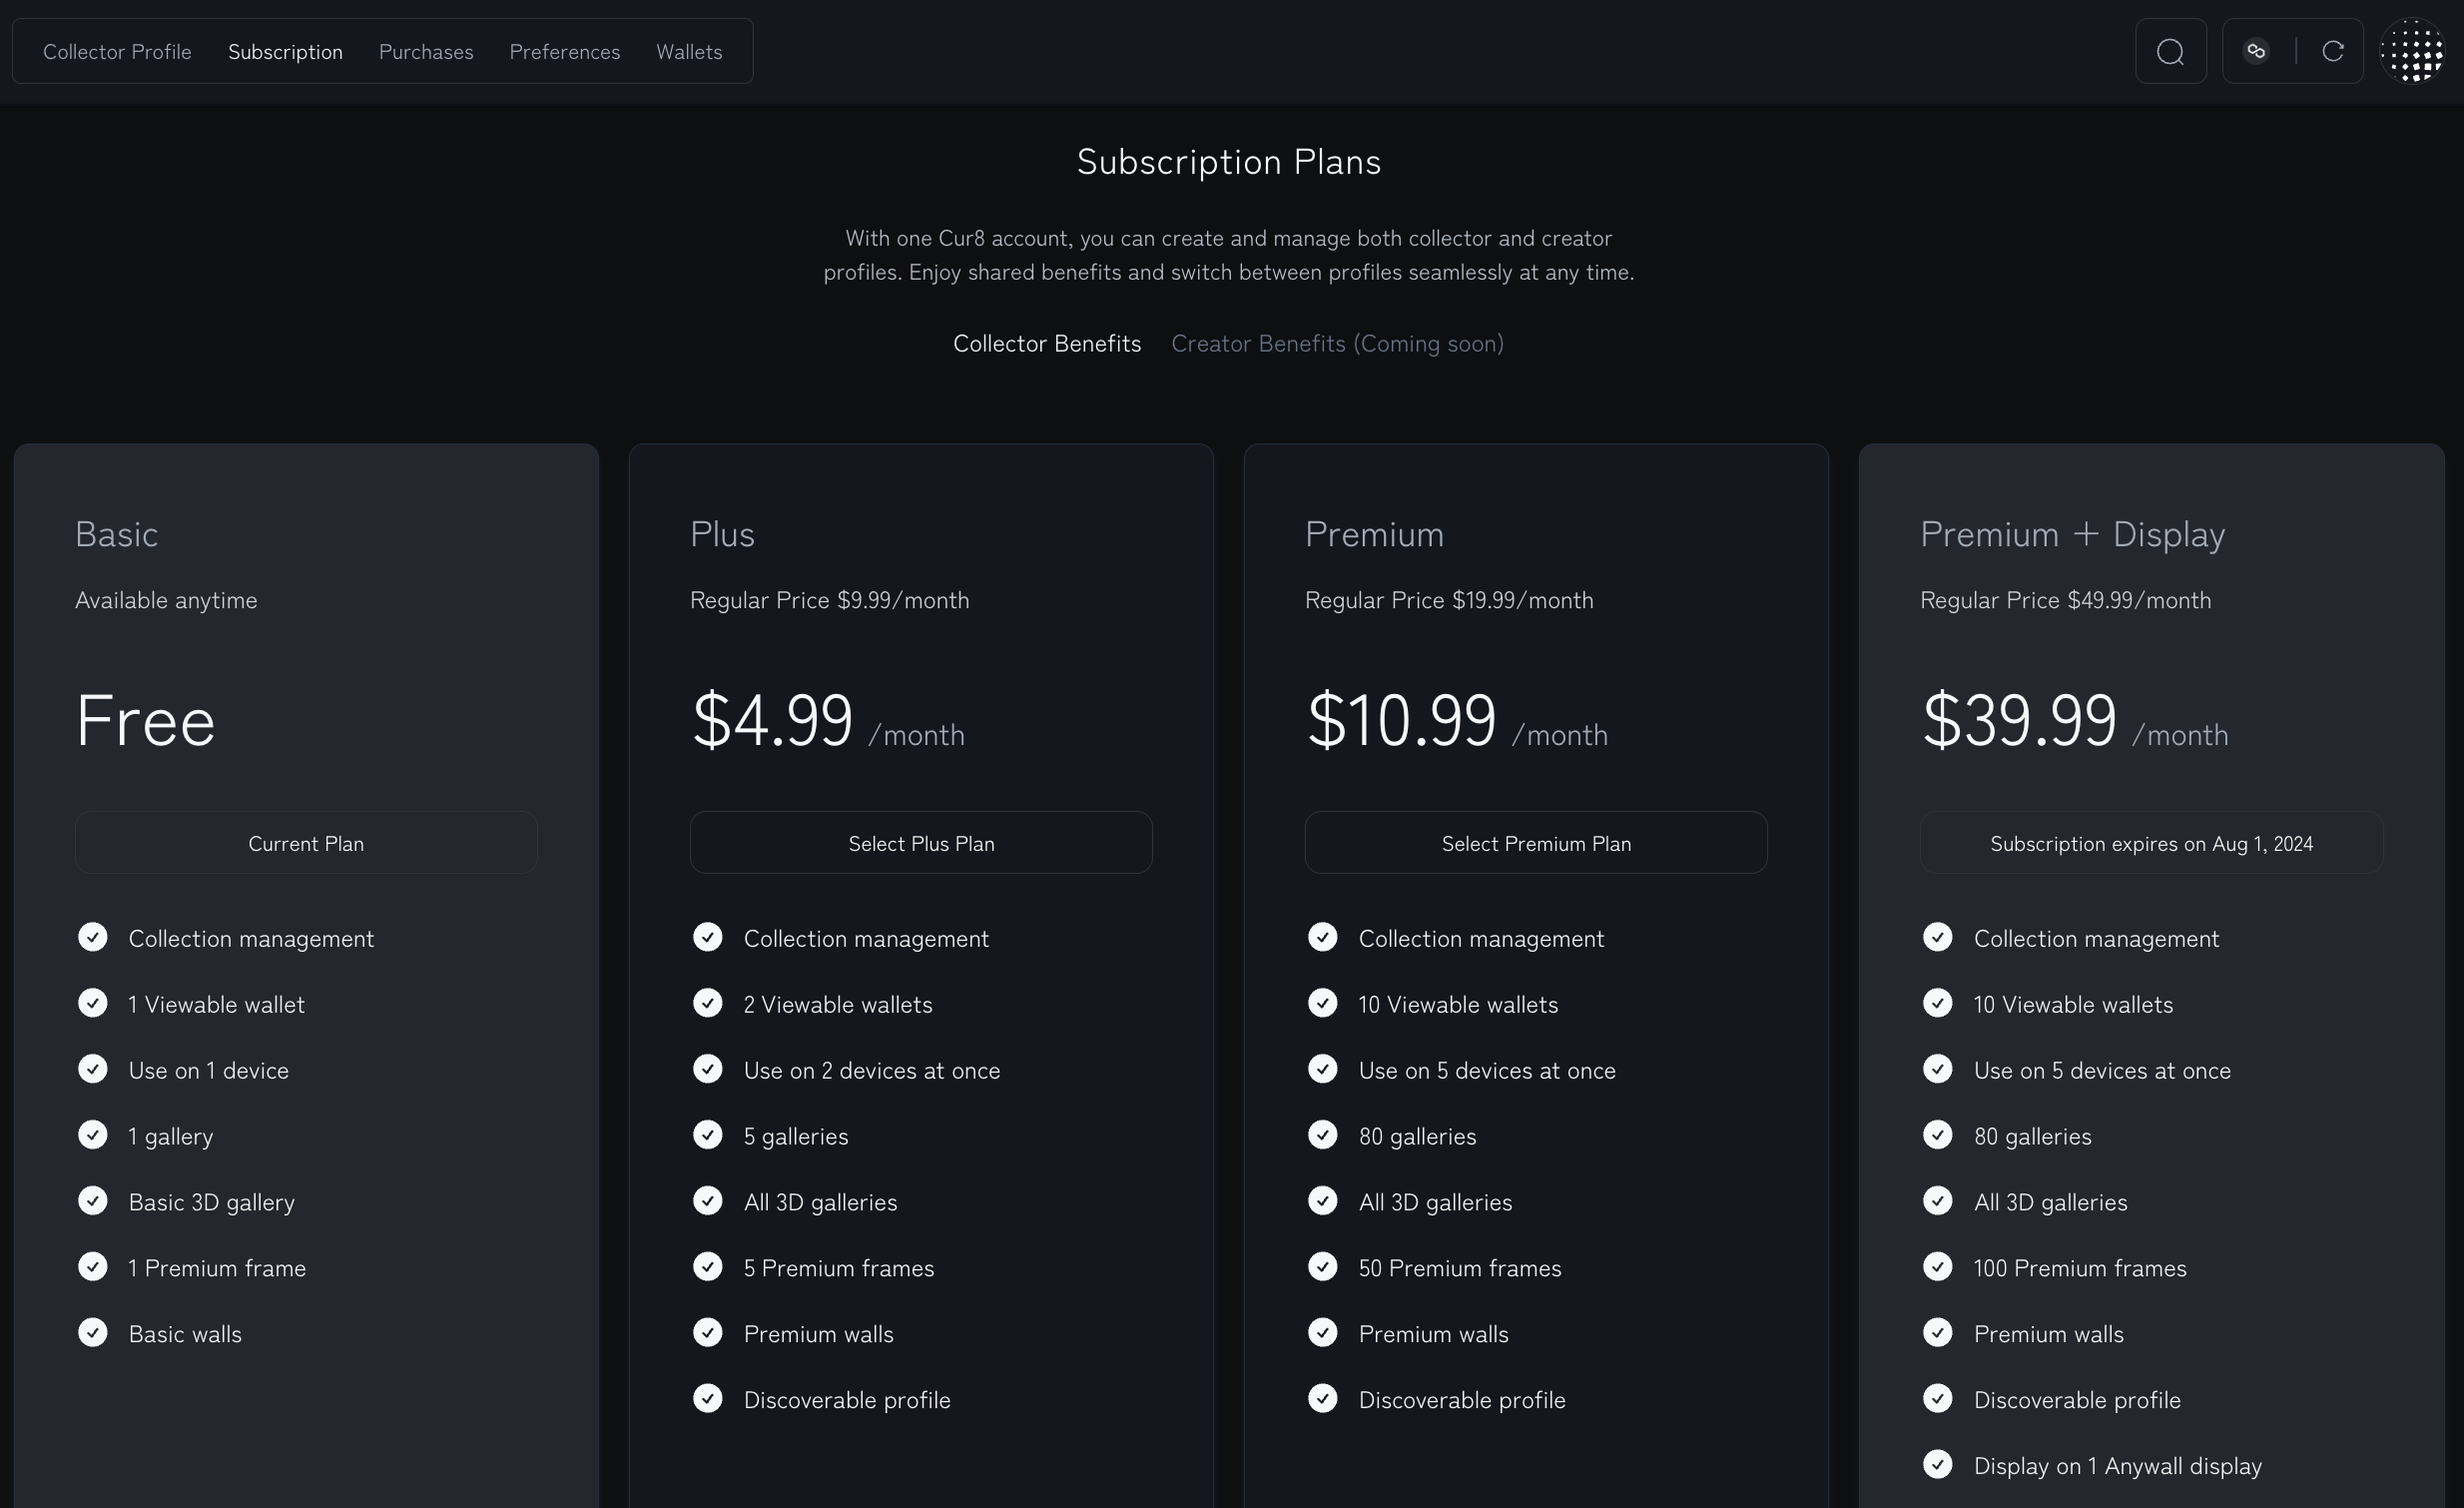 Collector Profile Subscription Purchases Preferences Wallets
Subscription Plans
With one Cur8 account, you can create and manage both collector and creator
profiles. Enjoy shared benefits and switch between profiles seamlessly at any time.
Collector Benefits Creator Benefits (Coming soon)
Basic
Available anytime
Free
Current Plan
Collection management
1 Viewable wallet
Use on 1 device
1 gallery
Basic 3D gallery
1 Premium frame
Basic walls
Plus
Regular Price $9.99/month
$4.99 /month
Select Plus Plan
Collection management
2 Viewable wallets
Use on 2 devices at once
5 galleries
All 3D galleries
5 Premium frames
Premium walls
Discoverable profile
Premium
Regular Price $19.99/month
$10.99 /month
Select Premium Plan
Collection management
10 Viewable wallets
Use on 5 devices at once
80 galleries
All 3D galleries
50 Premium frames
Premium walls
Discoverable profile
Premium + Display
Regular Price $49.99/month
$39.99 /month
Subscription expires on Aug 1, 2024
Collection management
10 Viewable wallets
Use on 5 devices at once
80 galleries
All 3D galleries
100 Premium frames
Premium walls
Discoverable profile
Display on 1 Anywall display